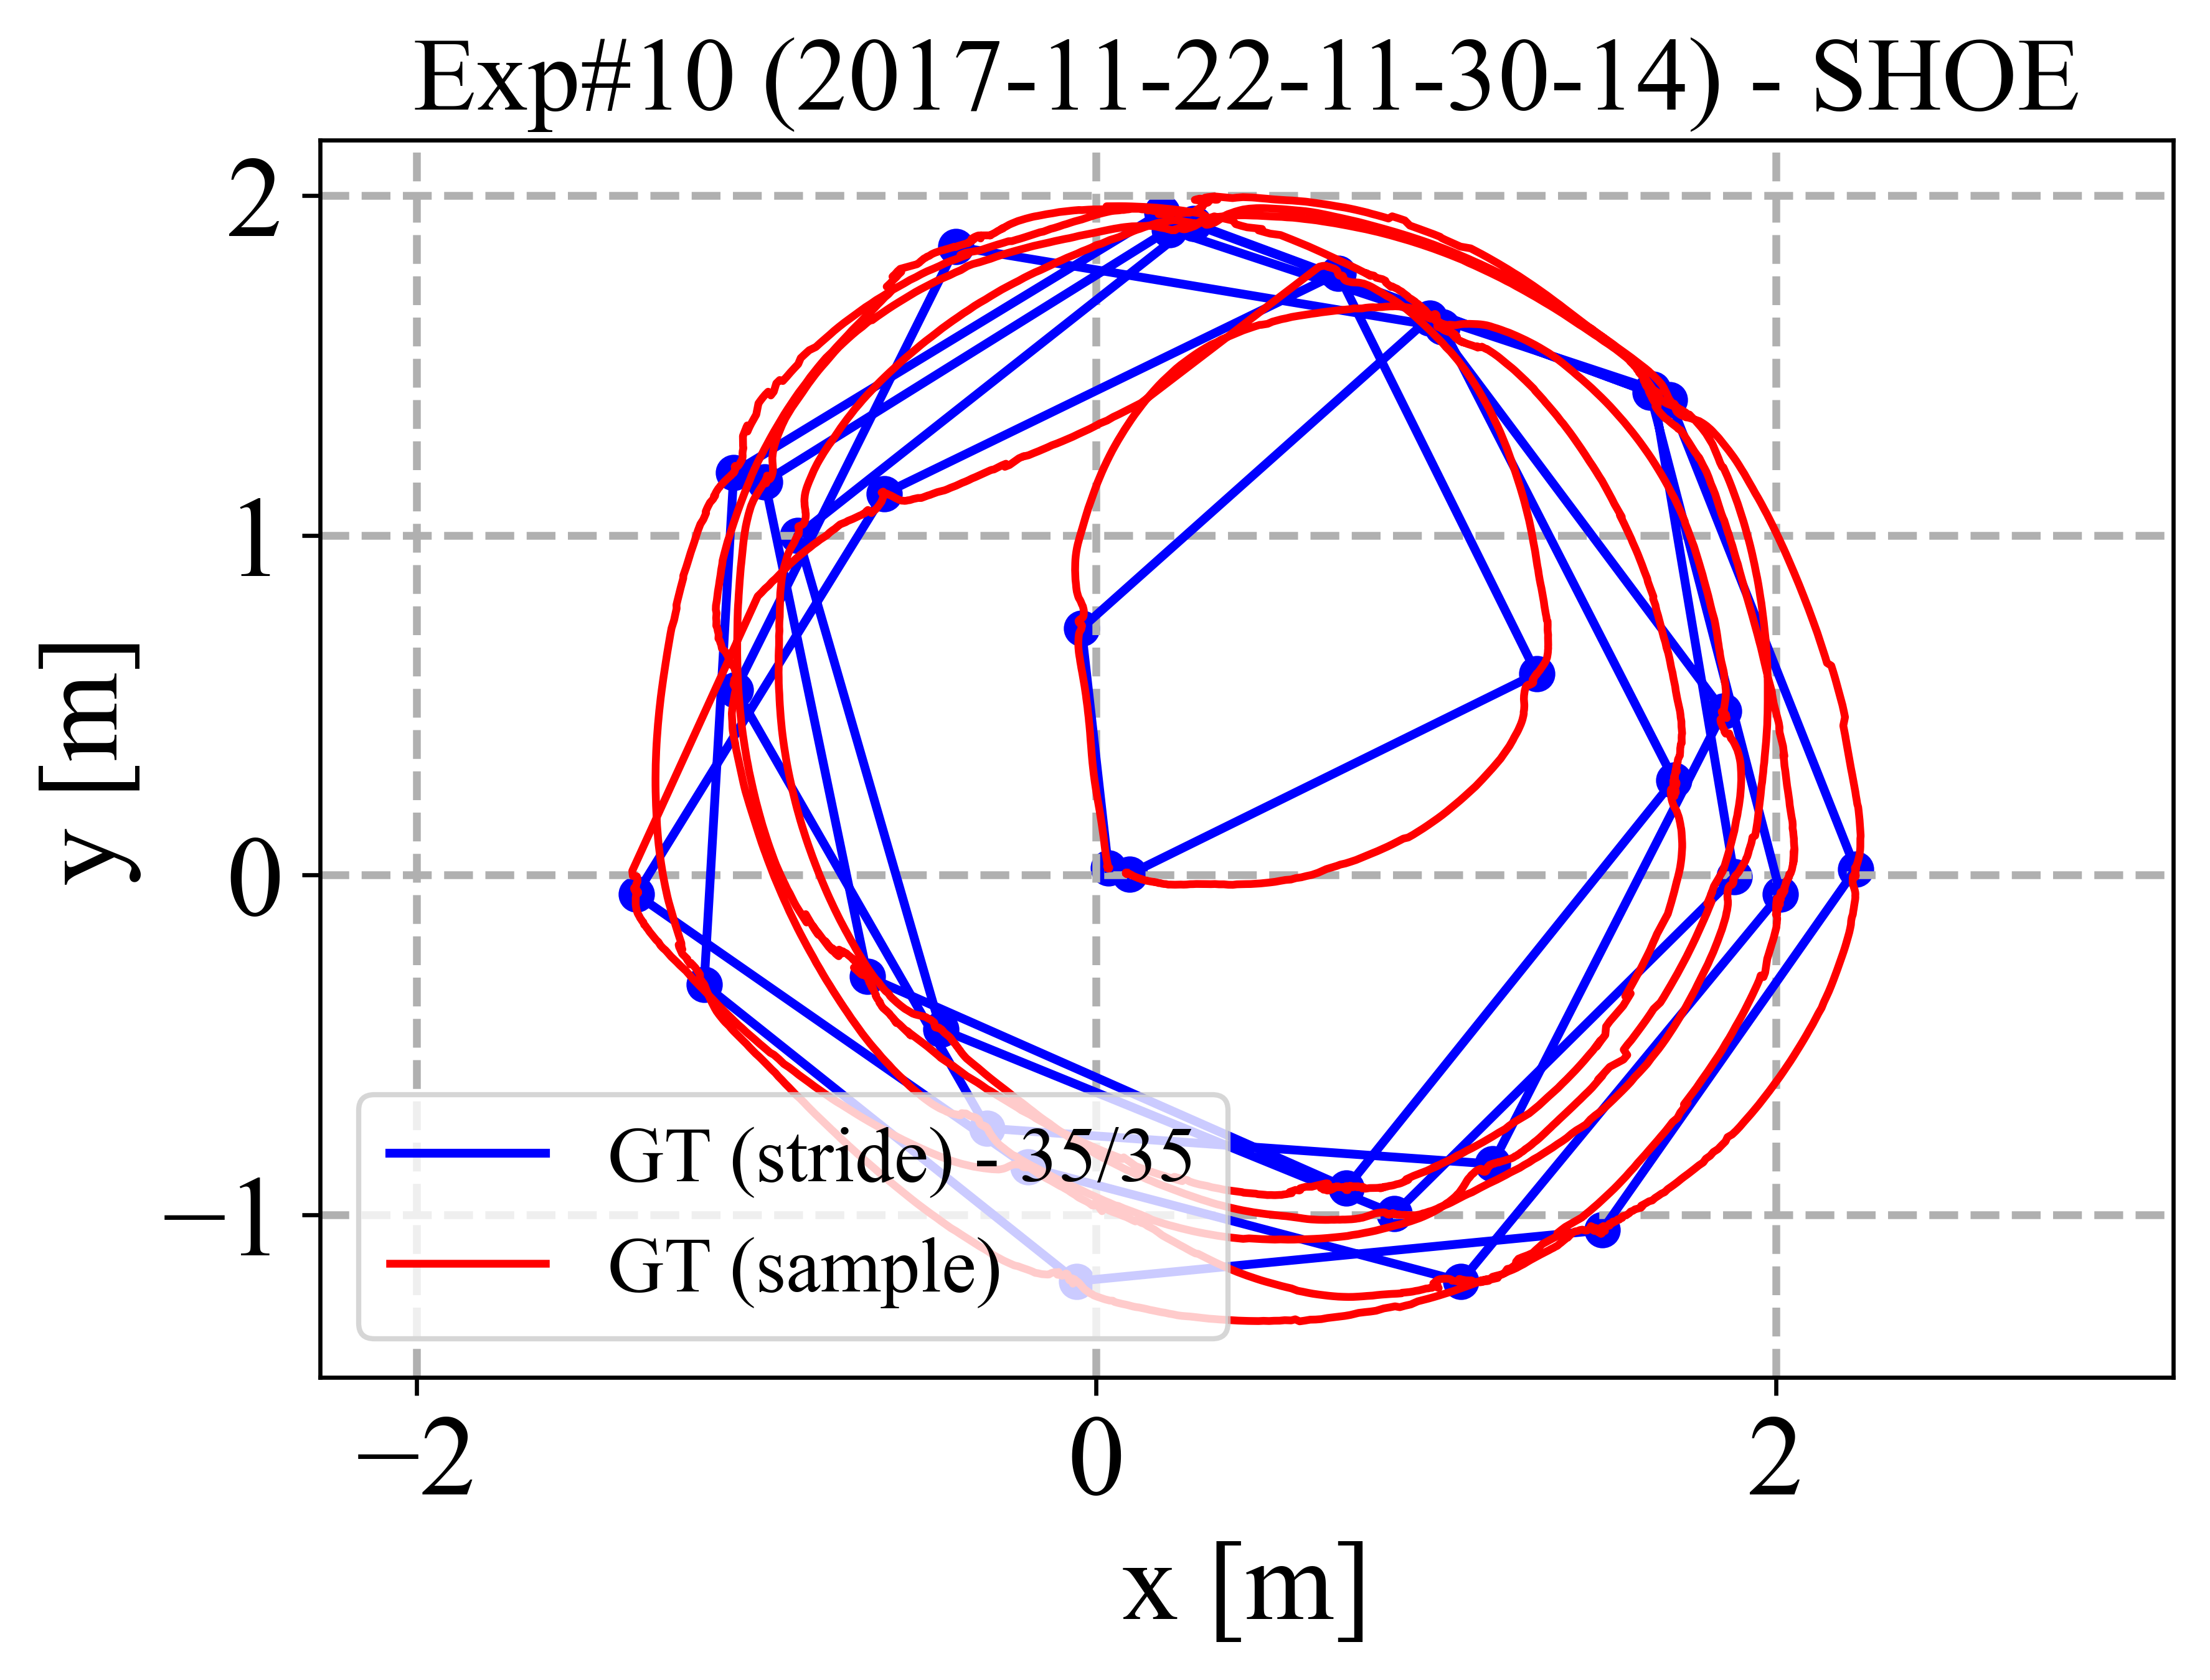 Exp#10 (2017-11-22-11-30-14) - SHOE
2
1
0
−1
y [m]
GT (stride) - 35/35
GT (sample)
−2
0
2
x [m]